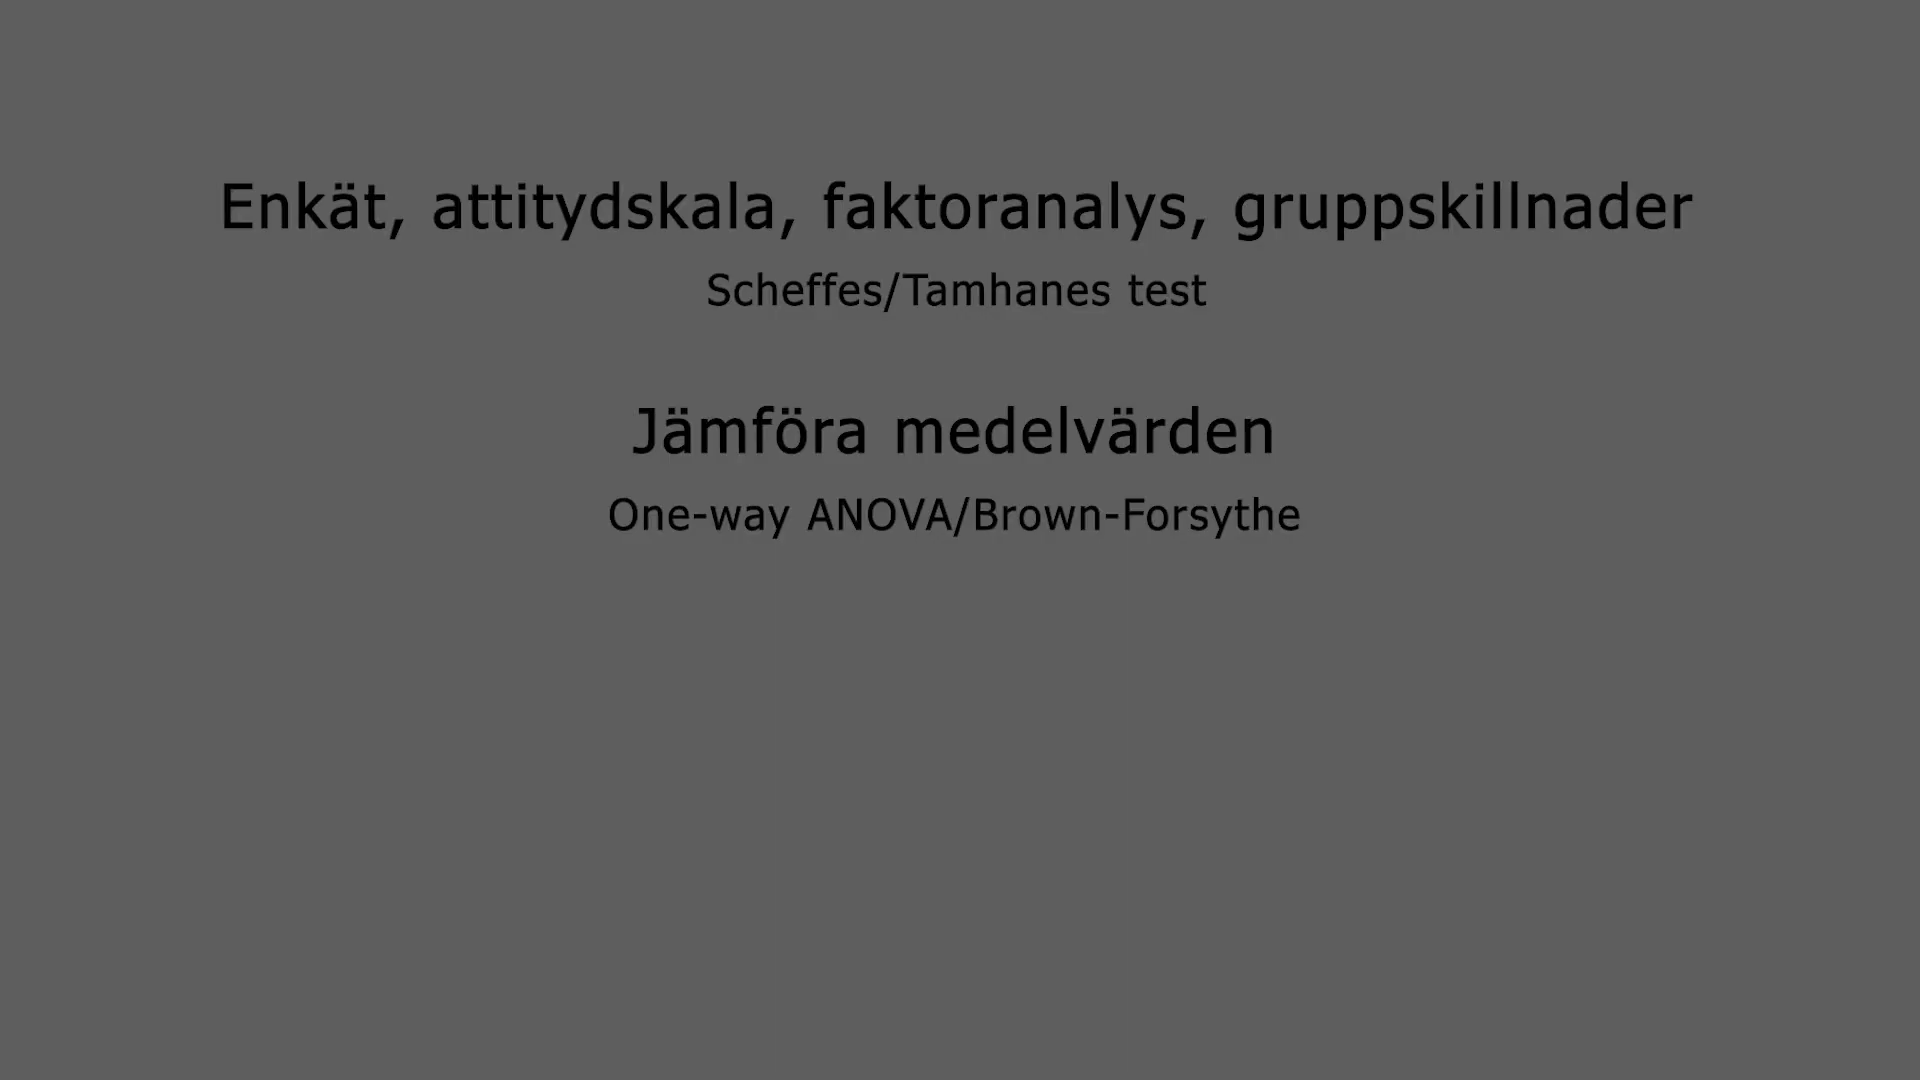 Enkät, attitydskala, faktoranalys, gruppskillnader
Scheffes/Tamhanes test
Jämföra medelvärden
One-way ANOVA/Brown-Forsythe